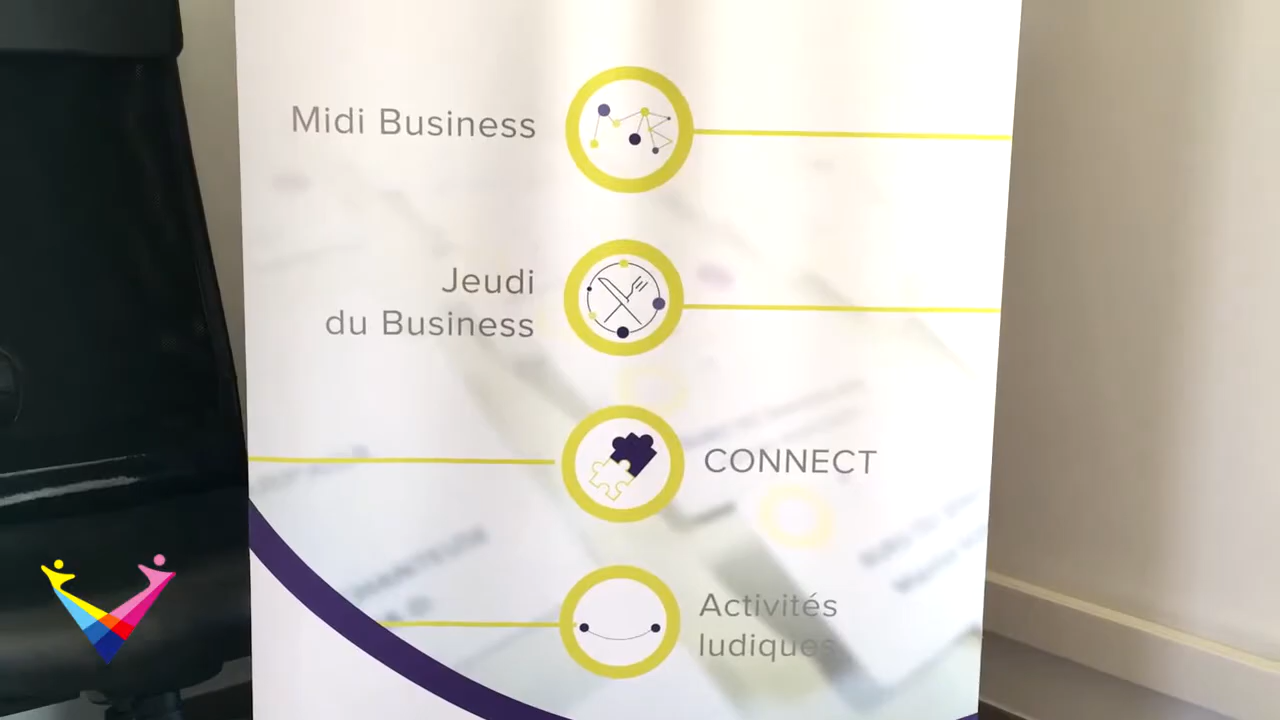 Midi Business
Jeudi
du Business
CONNECT
Activités
ludiques